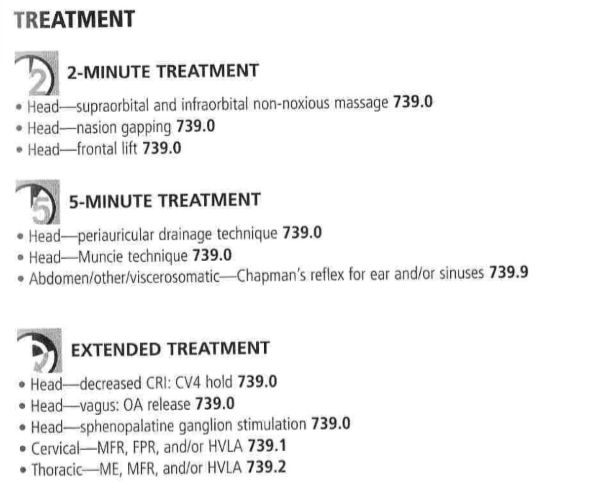 TREATMENT
2 2-MINUTE TREATMENT
• Head—supraorbital and infraorbital non-noxious massage 739.0
• Head—nasion gapping 739.0
• Head—frontal lift 739.0
5 5-MINUTE TREATMENT
• Head—periauricular drainage technique 739.0
• Head—Muncie technique 739.0
• Abdomen/other/viscerosomatic—Chapman's reflex for ear and/or sinuses 739.9
EXTENDED TREATMENT
• Head—decreased CRI: CV4 hold 739.0
• Head—vagus: OA release 739.0
• Head—sphenopalatine ganglion stimulation 739.0
• Cervical—MFR, FPR, and/or HVLA 739.1
• Thoracic—ME, MFR, and/or HVLA 739.2